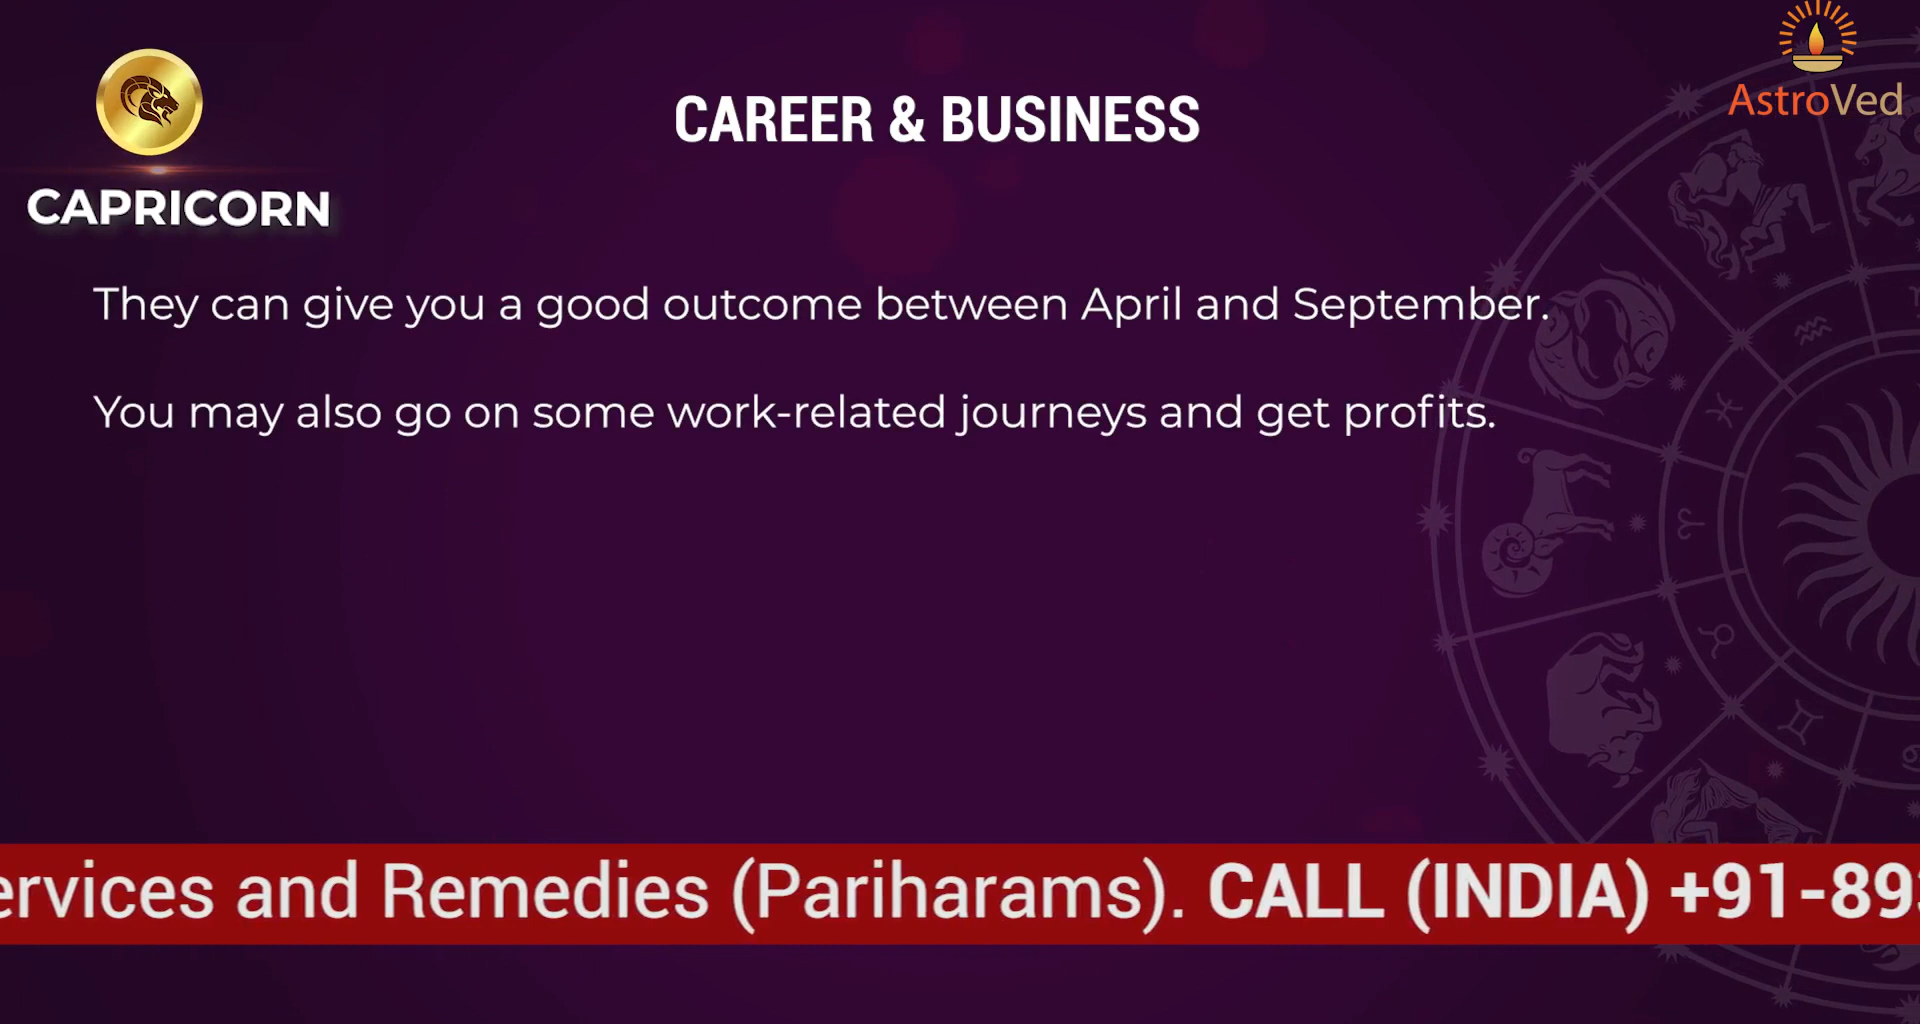 AstroVed
CAREER & BUSINESS
CAPRICORN
They can give you a good outcome between April and September.
You may also go on some work-related journeys and get profits.
ervices and Remedies (Pariharams). CALL (INDIA) +91-89